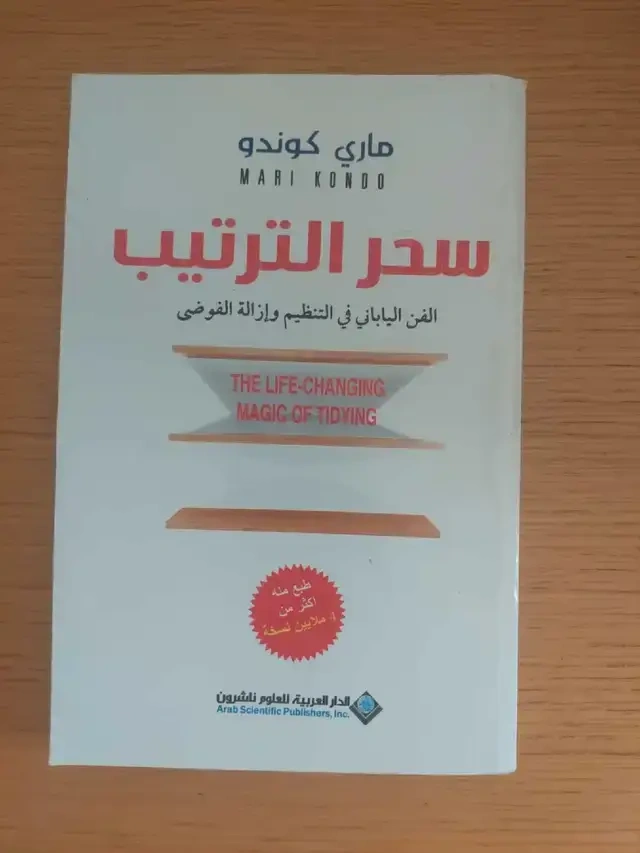 ماري كوندو
MARI KONDO
سحر الترتيب
الفن الياباني في التنظيم وإزالة الفوضى
THE LIFE-CHANGING
MAGIC OF TIDYING
طبع منه
أكثر من
ملايين نسخة
الدار العربية للعلوم ناشرون
Arab Scientific Publishers, Inc.